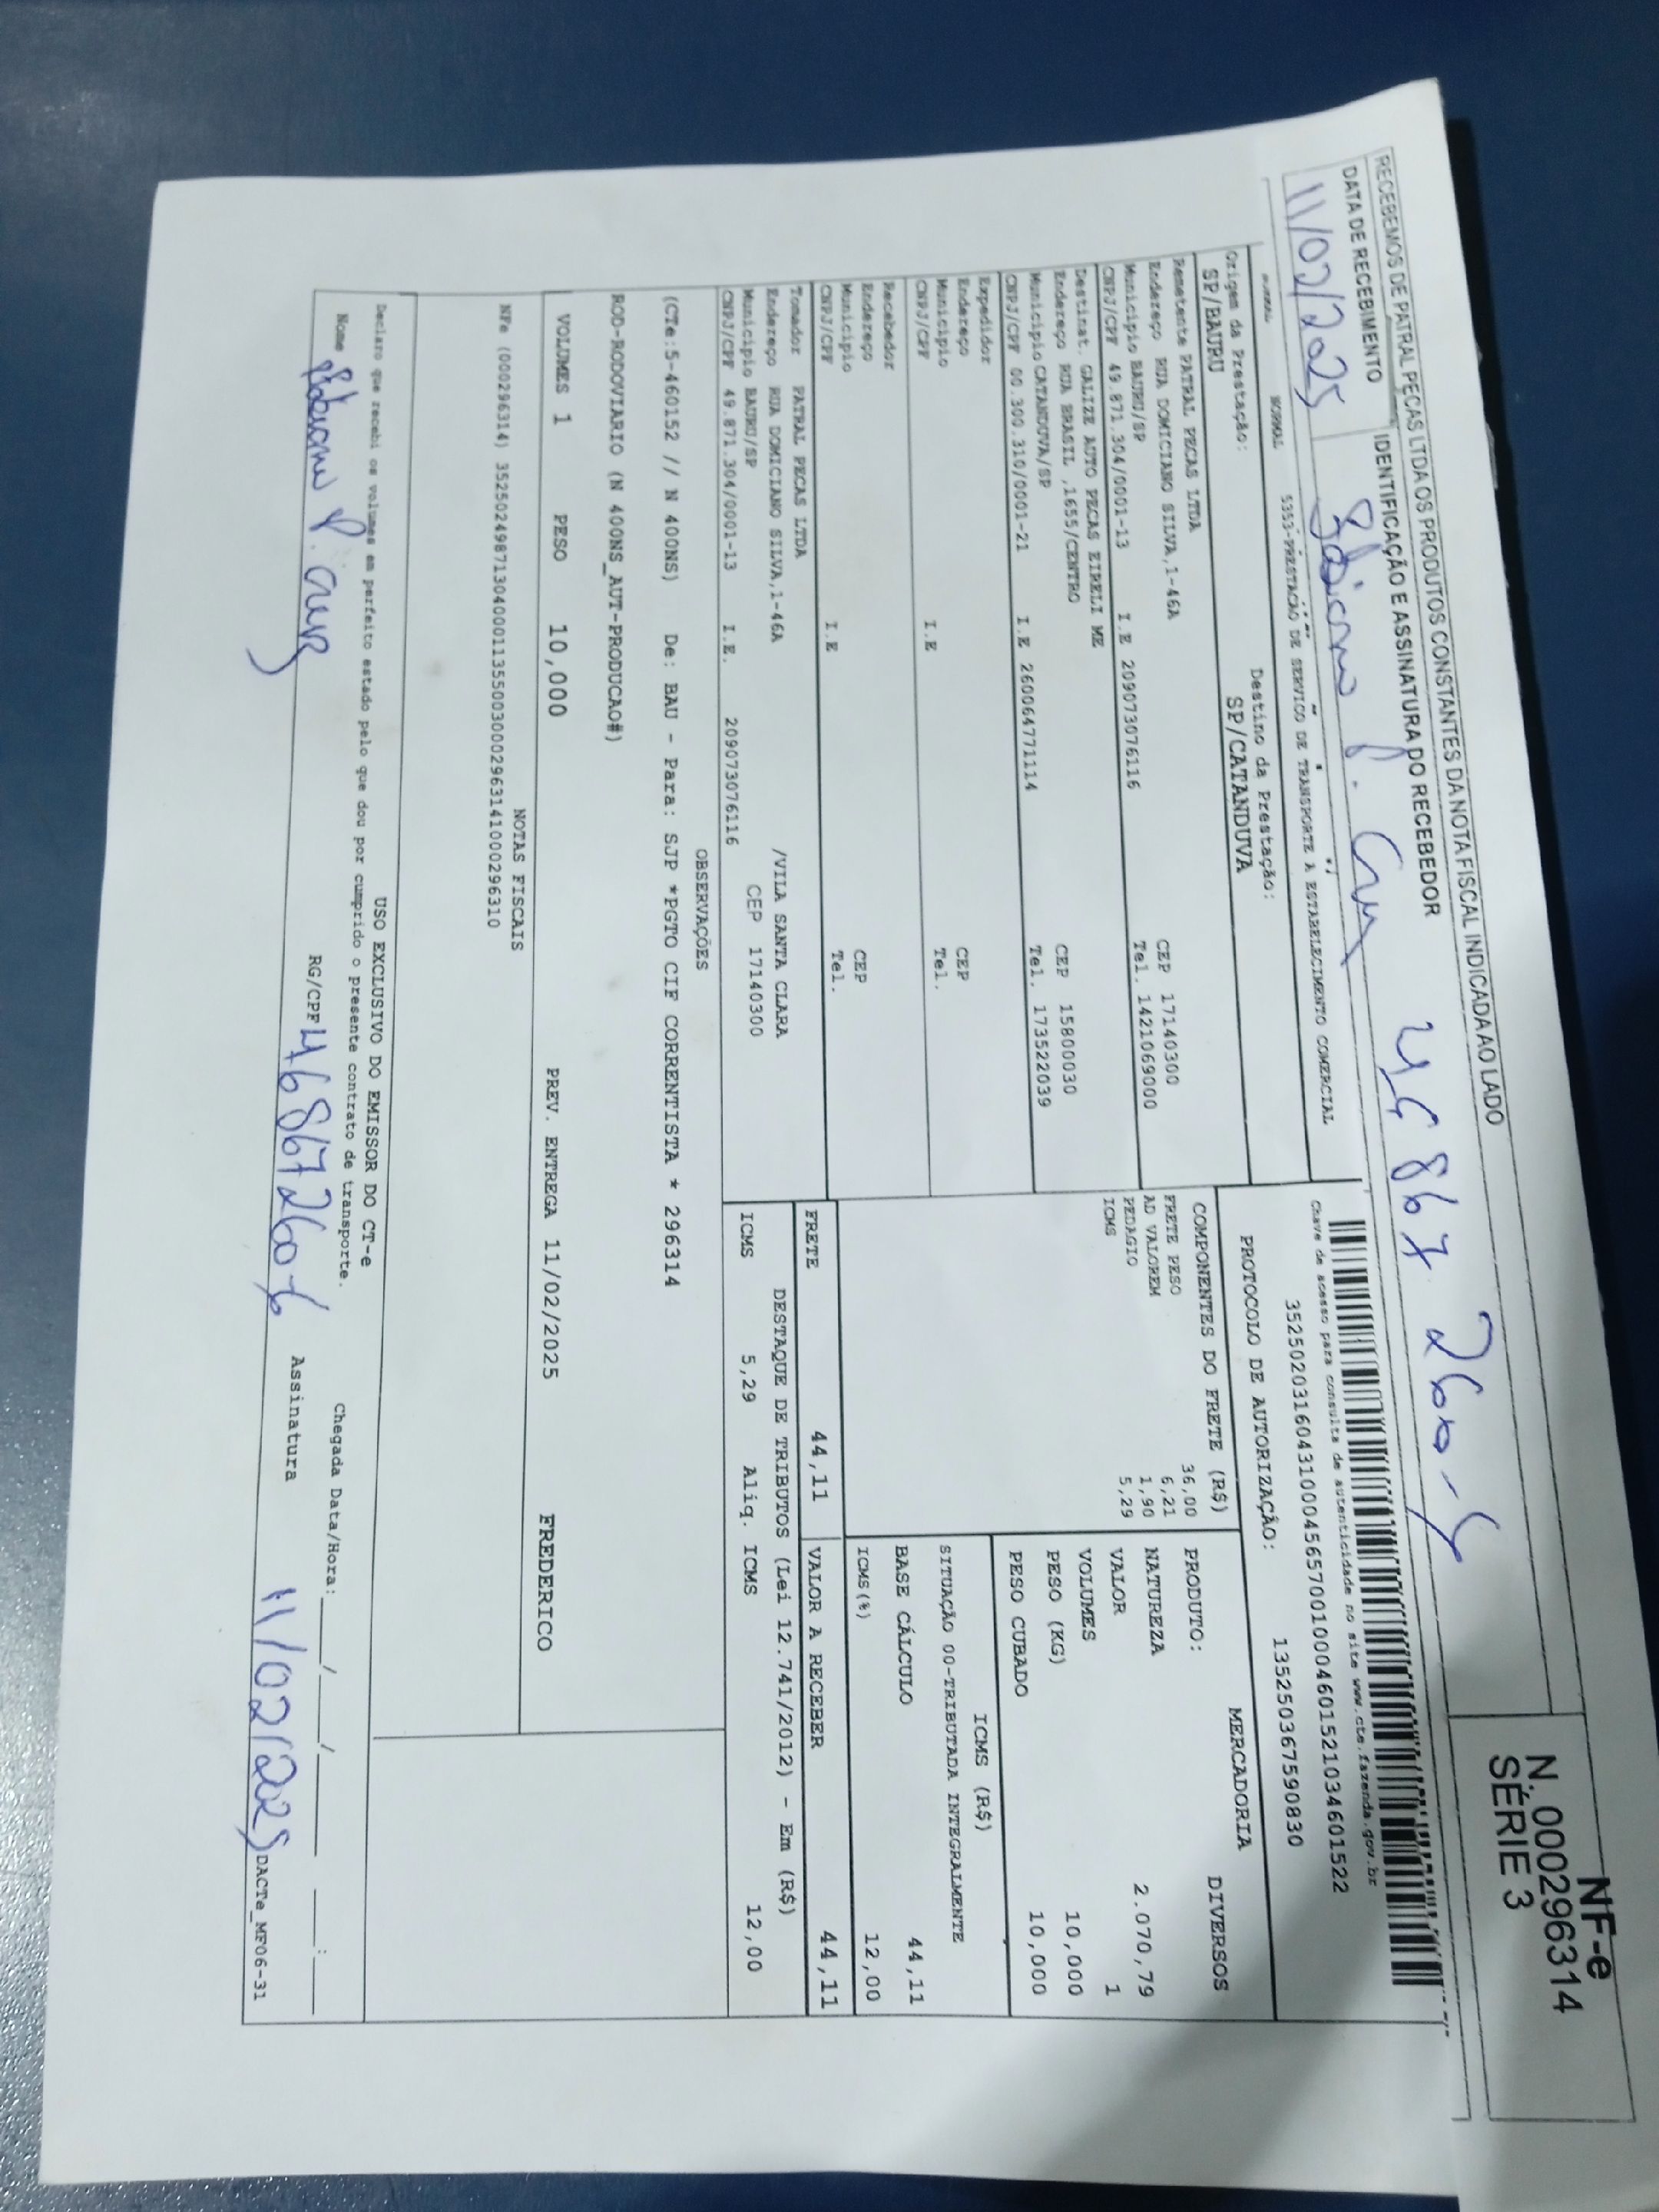 RECEBEMOS DE PATRAL PEÇAS LTDA OS PRODUTOS CONSTANTES DA NOTA FISCAL INDICADA AO LADO
DATA DE RECEBIMENTO IDENTIFICAÇÃO E ASSINATURA DO RECEBEDOR
NF-e
N. 000296314
SÉRIE 3
11/02/2025
NORMAL 5353-PRESTAÇÃO DE SERVIÇO DE TRANSPORTE A ESTABELECIMENTO COMERCIAL
Origem da Prestação: Destino da Prestação:
SP/BAURU SP/CATANDUVA
Chave de acesso para consulta de autenticidade no site www.cte.fazenda.gov.br
PROTOCOLO DE AUTORIZAÇÃO: 135250367590830
Remetente PATRAL PECAS LTDA
Endereço RUA DOMICIANO SILVA,1-46A CEP 17140300
Município BAURU/SP Tel. 1421069000
CNPJ/CPF 49.871.304/0001-13 I.E 209073076116
Destinat. GALIZE AUTO PECAS EIRELI ME
Endereço RUA BRASIL ,1655/CENTRO CEP 15800030
Município CATANDUVA/SP Tel. 173522039
CNPJ/CPF 00.300.310/0001-21 I.E 260064771114
Expedidor
Endereço CEP
Município Tel.
CNPJ/CPF I.E
Recebedor
Endereço CEP
Município Tel.
CNPJ/CPF I.E
COMPONENTES DO FRETE (R$)
FRETE PESO 36,00
AD VALOREM 6,21
PEDAGIO 1,90
ICMS 5,29
MERCADORIA
PRODUTO: DIVERSOS
NATUREZA
VALOR 2.070,79
VOLUMES 1
PESO (KG) 10,000
PESO CUBADO 10,000
ICMS (R$)
SITUAÇÃO 00-TRIBUTADA INTEGRALMENTE
BASE CÁLCULO 44,11
ICMS(%) 12,00
Tomador PATRAL PECAS LTDA
Endereço RUA DOMICIANO SILVA,1-46A /VILA SANTA CLARA
Município BAURU/SP CEP 17140300
CNPJ/CPF 49.871.304/0001-13 I.E. 209073076116
FRETE 44,11 VALOR A RECEBER 44,11
DESTAQUE DE TRIBUTOS (Lei 12.741/2012) - Em (R$)
ICMS 5,29 Aliq. ICMS 12,00
OBSERVAÇÕES
(CTe:5-460152 // N 400NS) De: BAU - Para: SJP *PGTO CIF CORRENTISTA * 296314
ROD-RODOVIARIO (N 400NS_AUT-PRODUCAO#)
VOLUMES 1 PESO 10,000 PREV. ENTREGA 11/02/2025 FREDERICO
NOTAS FISCAIS
NFe (000296314) 35250249871304000113550030002963141000296310
USO EXCLUSIVO DO EMISSOR DO CT-e
Declaro que recebi os volumes em perfeito estado pelo que dou por cumprido o presente contrato de transporte.
Chegada Data/Hora: ___/___/_____ ___:___
Nome RG/CPF Assinatura 11/02/2025
DACTe_MF06-31